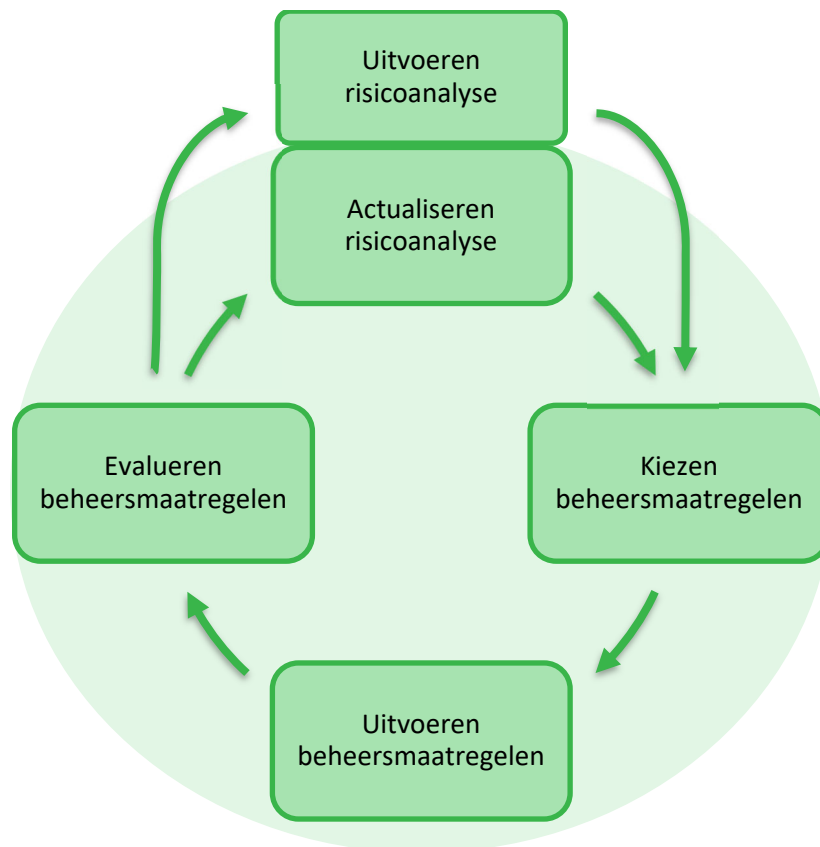 Uitvoeren
risicoanalyse
Actualiseren
risicoanalyse
Evalueren
beheersmaatregelen
Kiezen
beheersmaatregelen
Uitvoeren
beheersmaatregelen